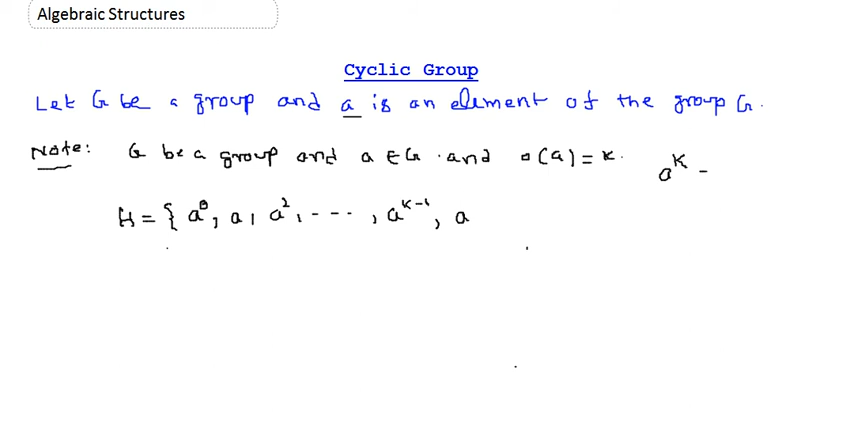 Algebraic Structures
Cyclic Group
Let G be a group and a is an element of the group G.
Note: G be a group and a ∈ G and o(a) = k. a^k -
H = { a^0, a, a^2, ----, a^{k-1}, a